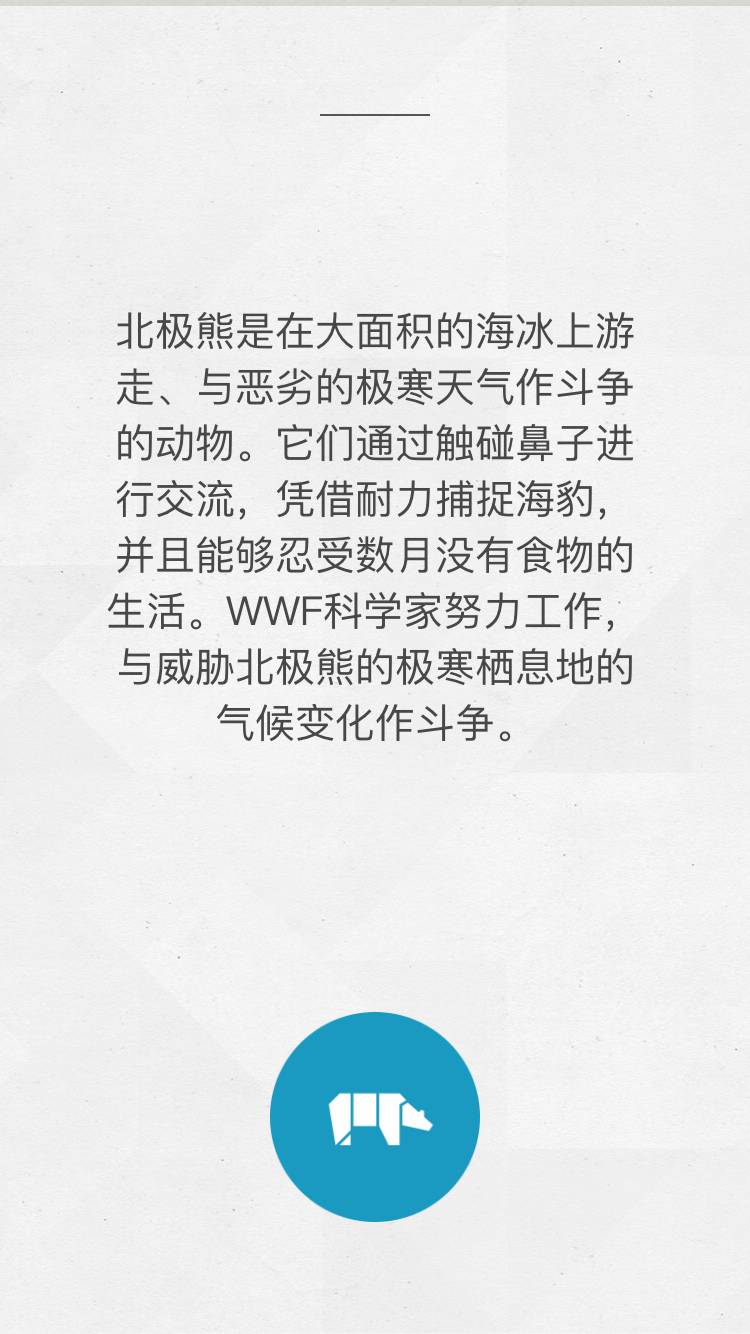 北极熊是在大面积的海冰上游
走、与恶劣的极寒天气作斗争
的动物。它们通过触碰鼻子进
行交流，凭借耐力捕捉海豹，
并且能够忍受数月没有食物的
生活。WWF科学家努力工作，
与威胁北极熊的极寒栖息地的
气候变化作斗争。